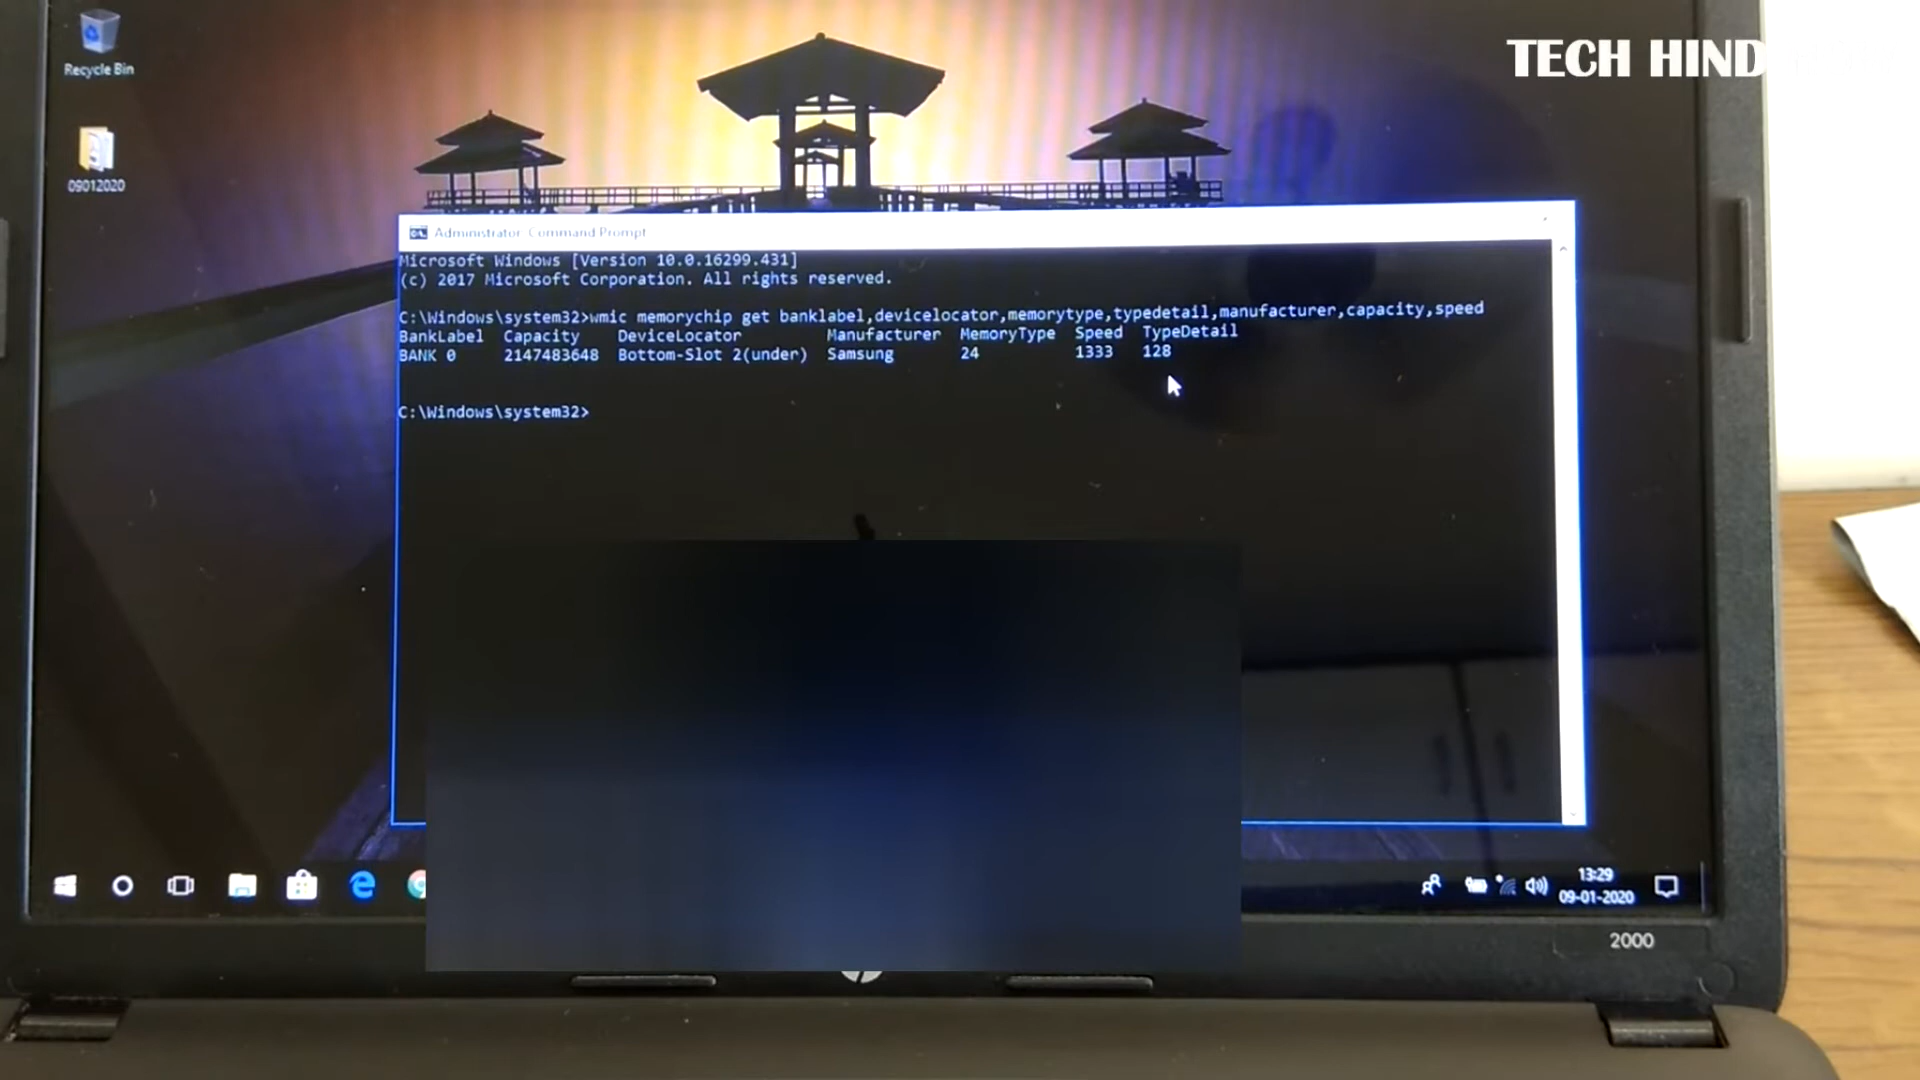 TECH HIND
Recycle Bin
09012020
Administrator: Command Prompt
Microsoft Windows [Version 10.0.16299.431]
(c) 2017 Microsoft Corporation. All rights reserved.
C:\Windows\system32>wmic memorychip get banklabel,devicelocator,memorytype,typedetail,manufacturer,capacity,speed
BankLabel  Capacity  DeviceLocator  Manufacturer  MemoryType  Speed  TypeDetail
BANK 0  2147483648  Bottom-Slot 2(under)  Samsung  24  1333  128
C:\Windows\system32>
13:29
09-01-2020
2000